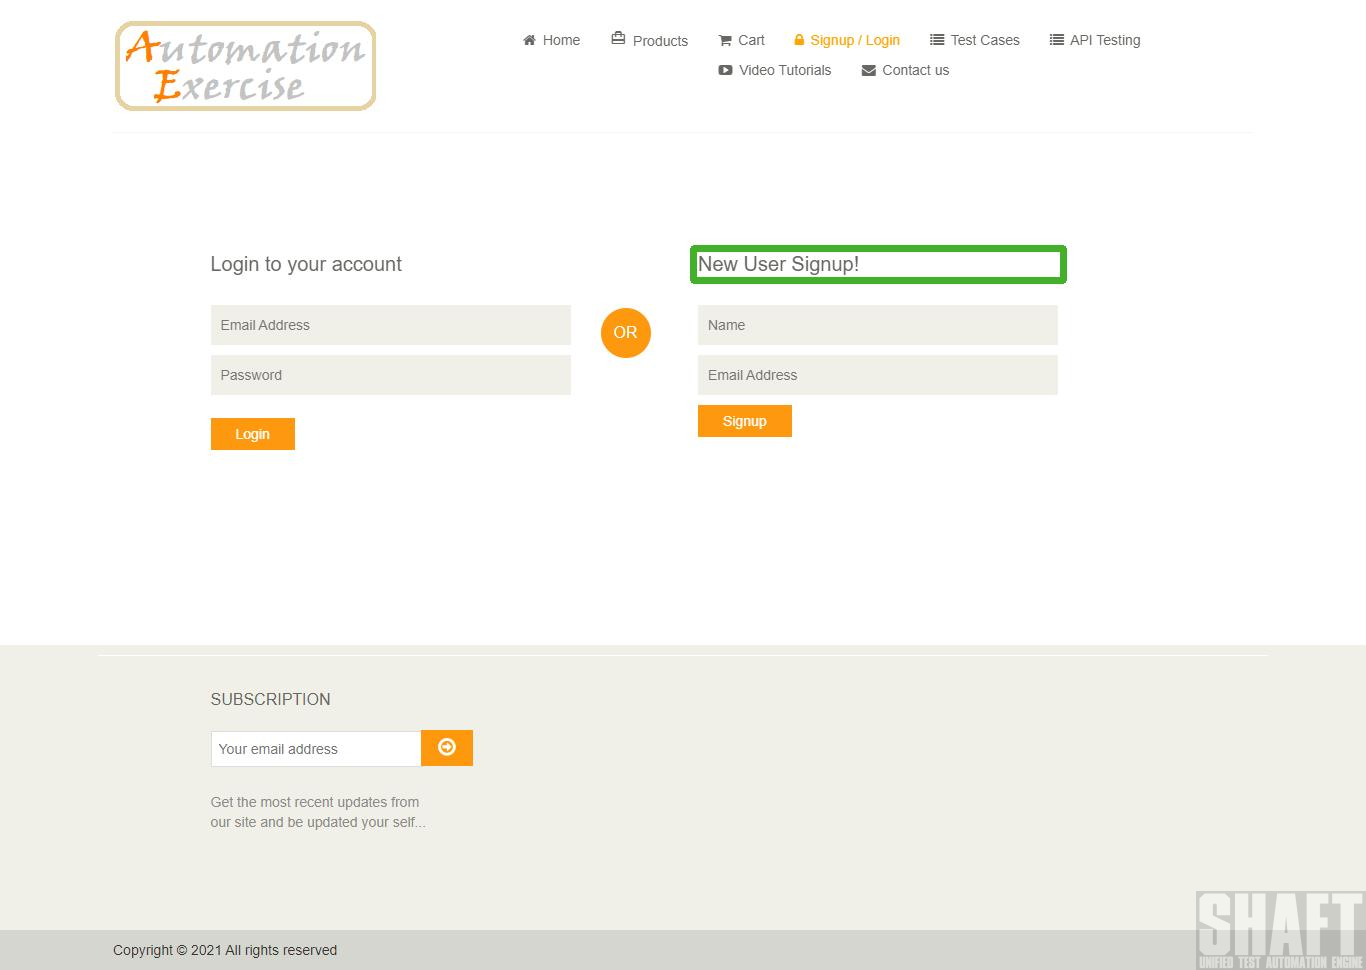 Automation
Exercise
Home
Products
Cart
Signup / Login
Test Cases
API Testing
Video Tutorials
Contact us
Login to your account
Email Address
Password
Login
OR
New User Signup!
Name
Email Address
Signup
SUBSCRIPTION
Your email address
Get the most recent updates from
our site and be updated your self...
Copyright © 2021 All rights reserved
SHAFT
UNIFIED TEST AUTOMATION ENGINE